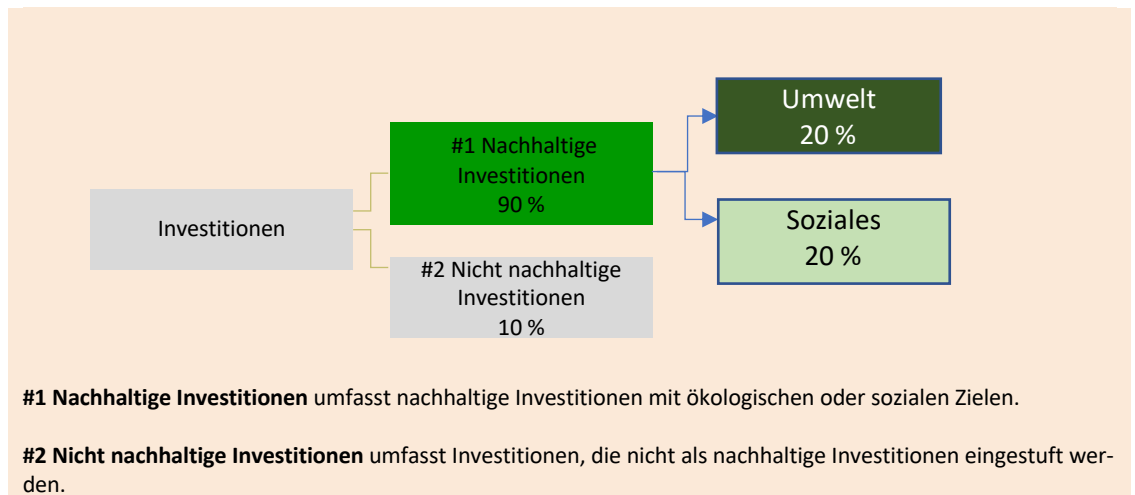 Umwelt
20 %
#1 Nachhaltige
Investitionen
90 %
Investitionen
Soziales
20 %
#2 Nicht nachhaltige
Investitionen
10 %
#1 Nachhaltige Investitionen umfasst nachhaltige Investitionen mit ökologischen oder sozialen Zielen.
#2 Nicht nachhaltige Investitionen umfasst Investitionen, die nicht als nachhaltige Investitionen eingestuft wer-
den.